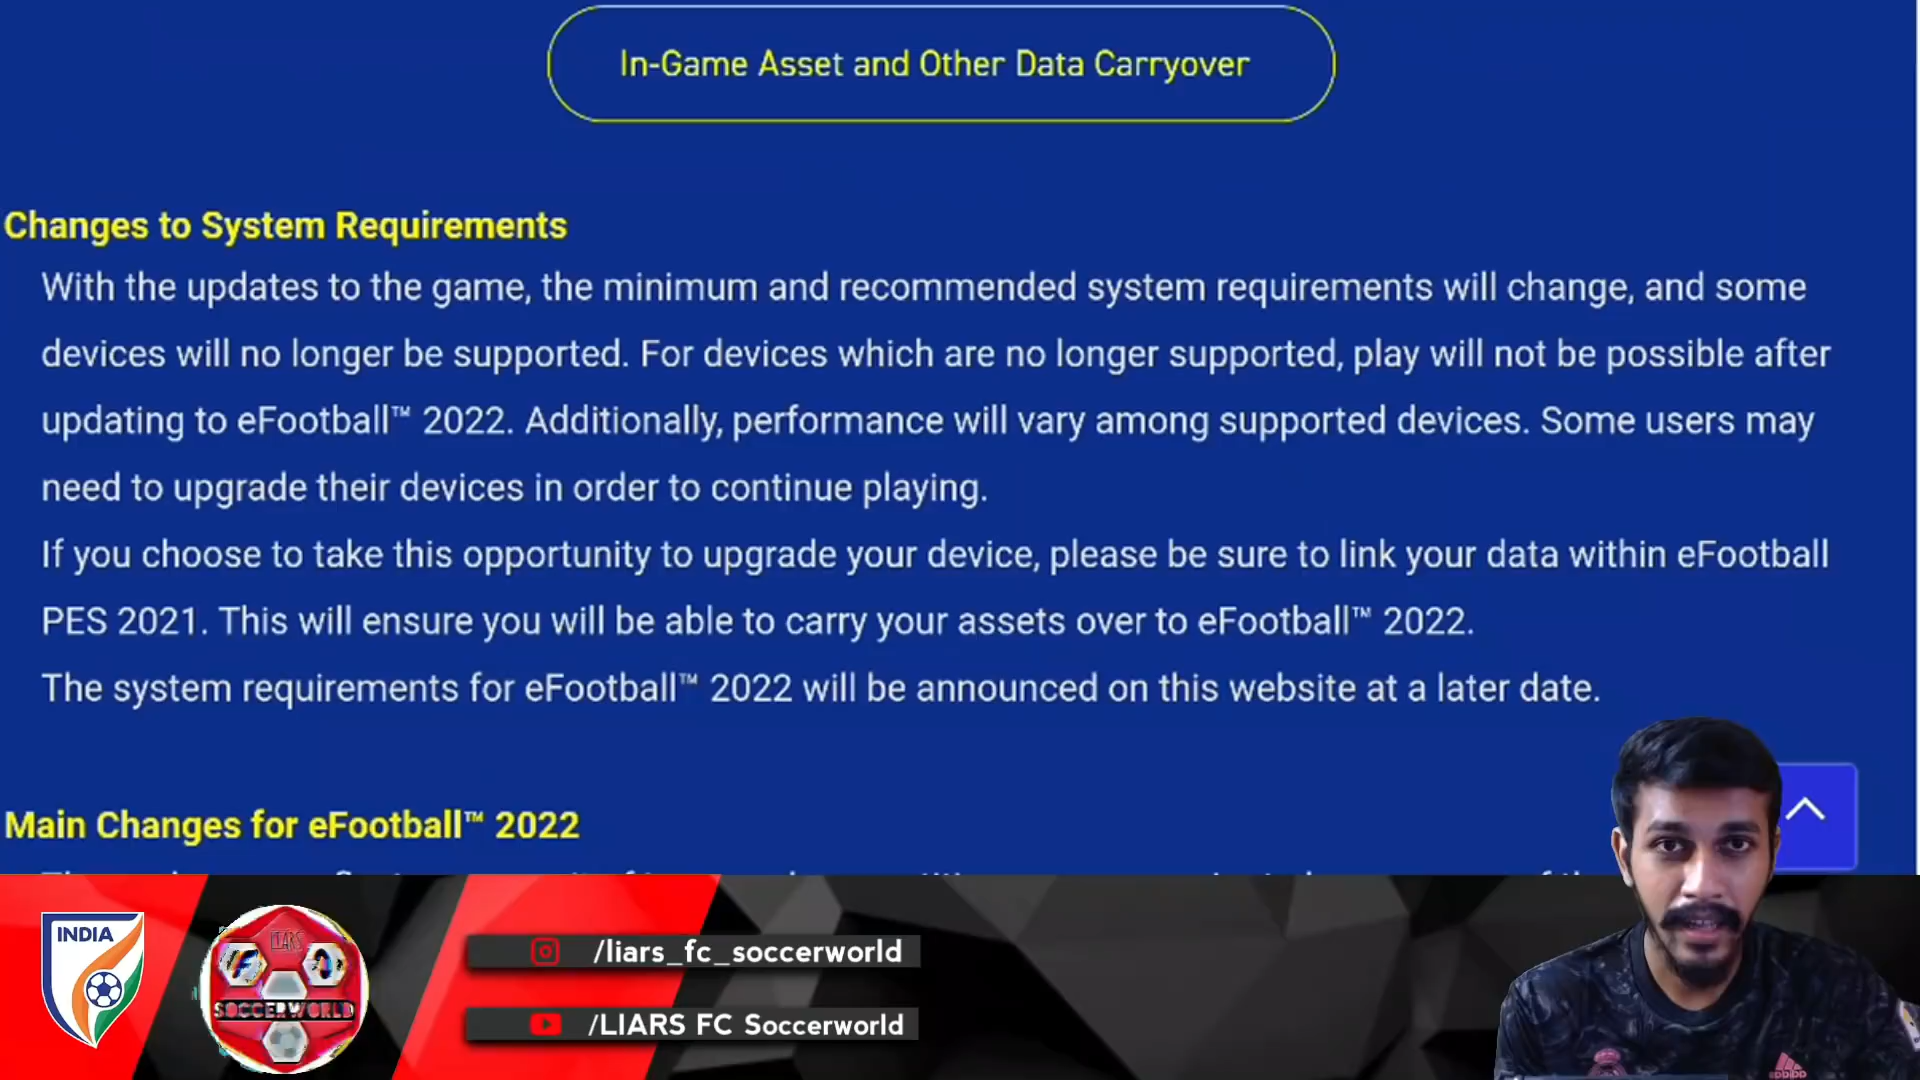 In-Game Asset and Other Data Carryover
Changes to System Requirements
With the updates to the game, the minimum and recommended system requirements will change, and some
devices will no longer be supported. For devices which are no longer supported, play will not be possible after
updating to eFootball™ 2022. Additionally, performance will vary among supported devices. Some users may
need to upgrade their devices in order to continue playing.
If you choose to take this opportunity to upgrade your device, please be sure to link your data within eFootball
PES 2021. This will ensure you will be able to carry your assets over to eFootball™ 2022.
The system requirements for eFootball™ 2022 will be announced on this website at a later date.
Main Changes for eFootball™ 2022
INDIA
LIARS
F
SOCCERWORLD
/liars_fc_soccerworld
/LIARS FC Soccerworld